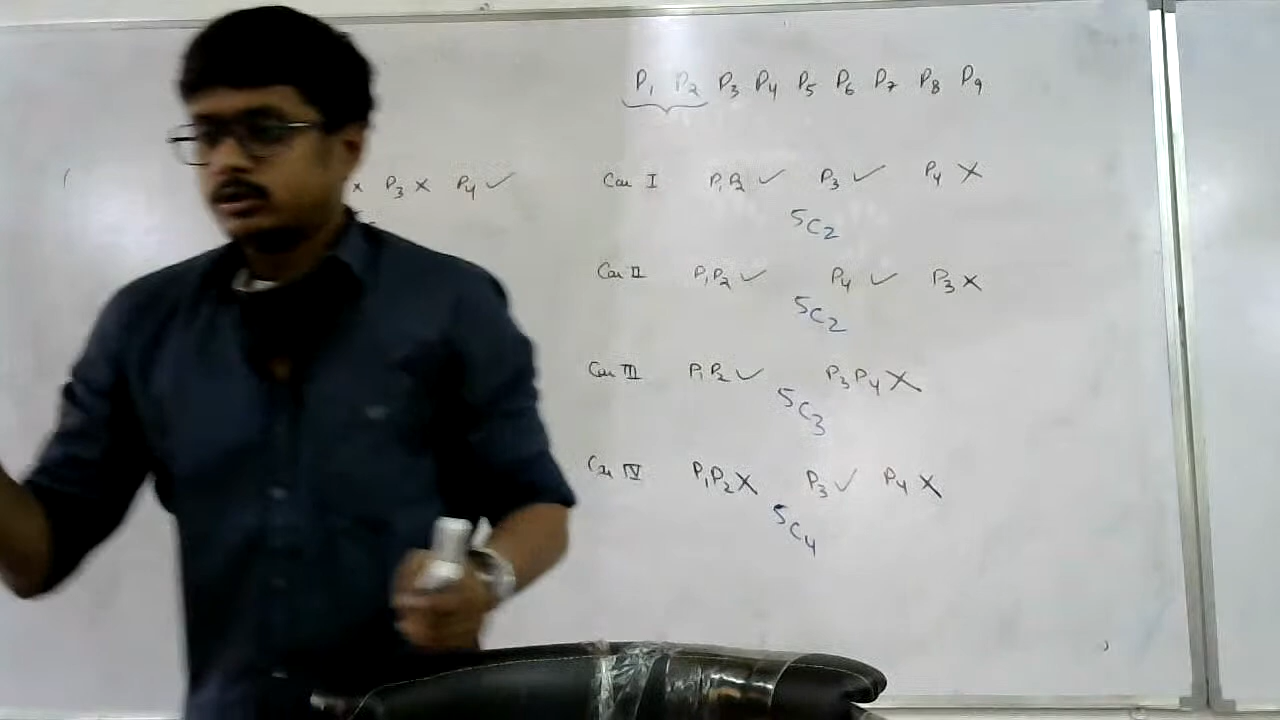 P₁ P₂ P₃ P₄ P₅ P₆ P₇ P₈ P₉
x P₃ x P₄ ✓
Case I P₁P₂ ✓ P₃ ✓ P₄ X
⁵C₂
Case II P₁P₂ ✓ P₄ ✓ P₃ X
⁵C₂
Case III P₁P₂ ✓ P₃P₄ X
⁵C₃
Case IV P₁P₂ X P₃ ✓ P₄ X
⁵C₄